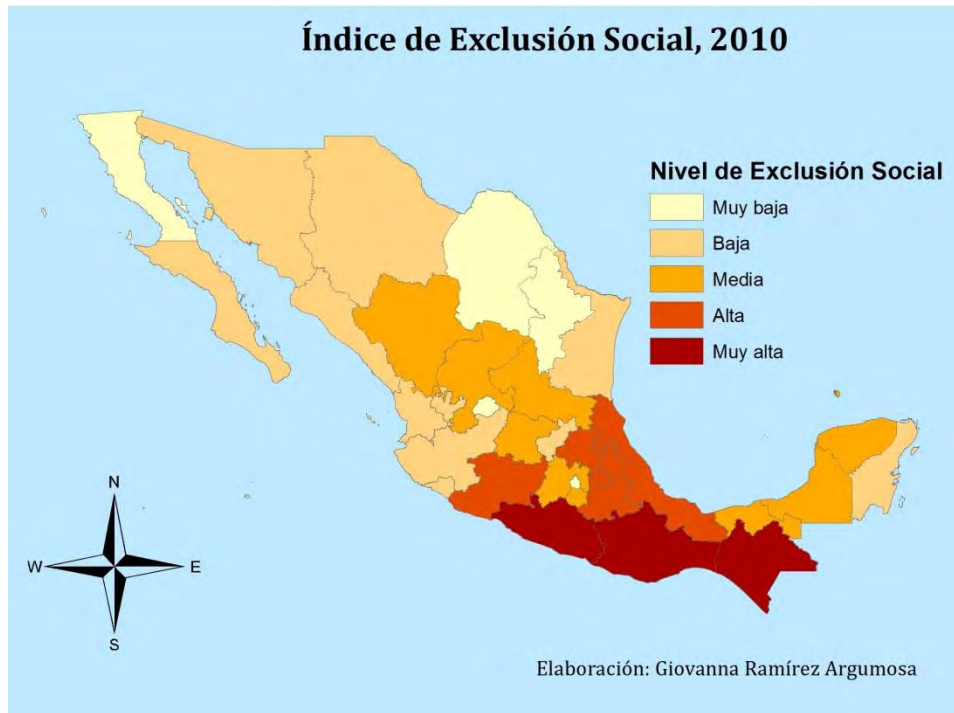 Índice de Exclusión Social, 2010
Nivel de Exclusión Social
Muy baja
Baja
Media
Alta
Muy alta
N
W
E
S
Elaboración: Giovanna Ramírez Argumosa